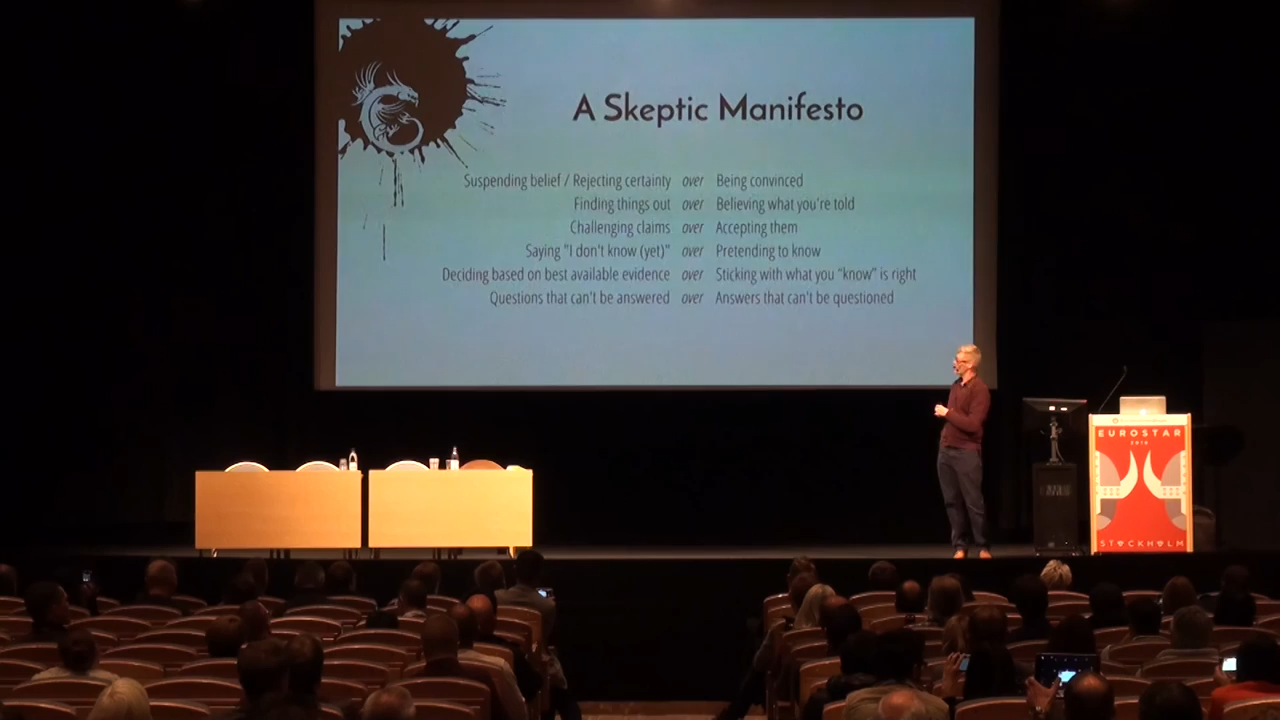 A Skeptic Manifesto
Suspending belief / Rejecting certainty over Being convinced
Finding things out over Believing what you're told
Challenging claims over Accepting them
Saying "I don't know (yet)" over Pretending to know
Deciding based on best available evidence over Sticking with what you “know” is right
Questions that can't be answered over Answers that can't be questioned
EUROSTAR
STOCKHOLM